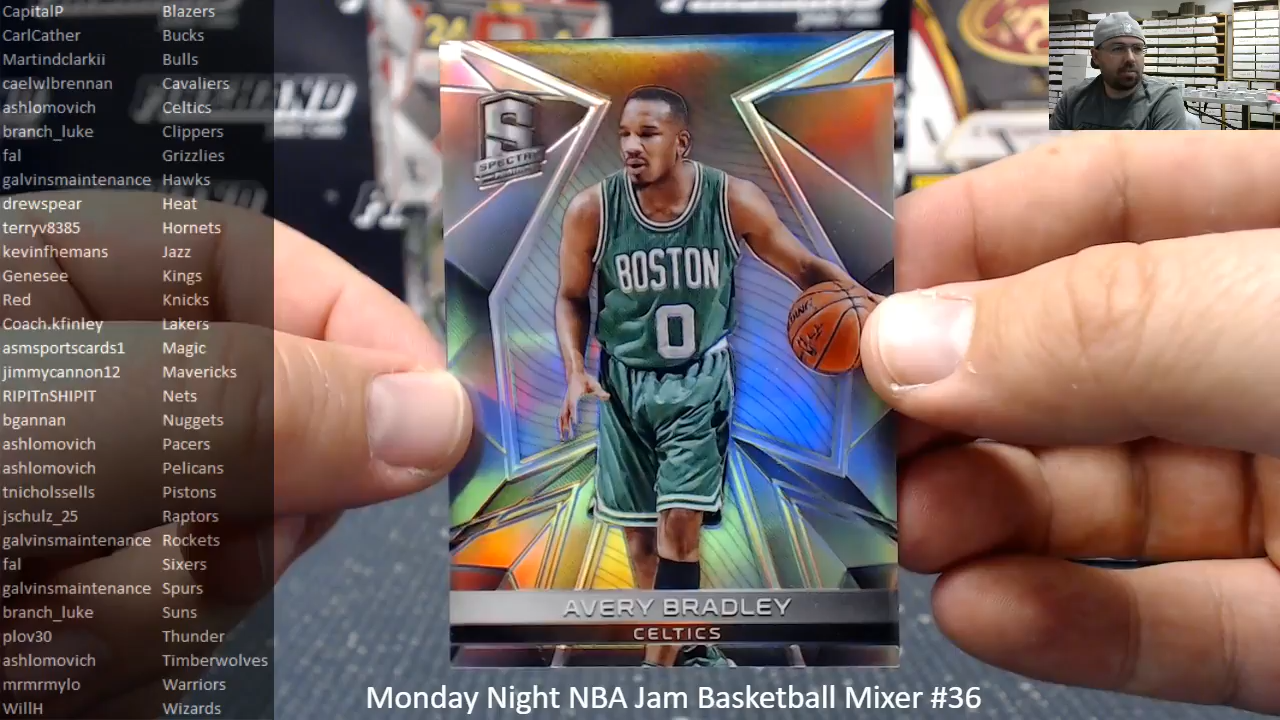 CapitalP Blazers
CarlCather Bucks
Martindclarkii Bulls
caelwlbrennan Cavaliers
ashlomovich Celtics
branch_luke Clippers
fal Grizzlies
galvinsmaintenance Hawks
drewspear Heat
terryv8385 Hornets
kevinfhemans Jazz
Genesee Kings
Red Knicks
Coach.kfinley Lakers
asmsportscards1 Magic
jimmycannon12 Mavericks
RIPITnSHIPIT Nets
bgannan Nuggets
ashlomovich Pacers
ashlomovich Pelicans
tnicholssells Pistons
jschulz_25 Raptors
galvinsmaintenance Rockets
fal Sixers
galvinsmaintenance Spurs
branch_luke Suns
plov30 Thunder
ashlomovich Timberwolves
mrmrmylo Warriors
WillH Wizards
S
SPECTRA
BOSTON
0
AVERY BRADLEY
CELTICS
Monday Night NBA Jam Basketball Mixer #36